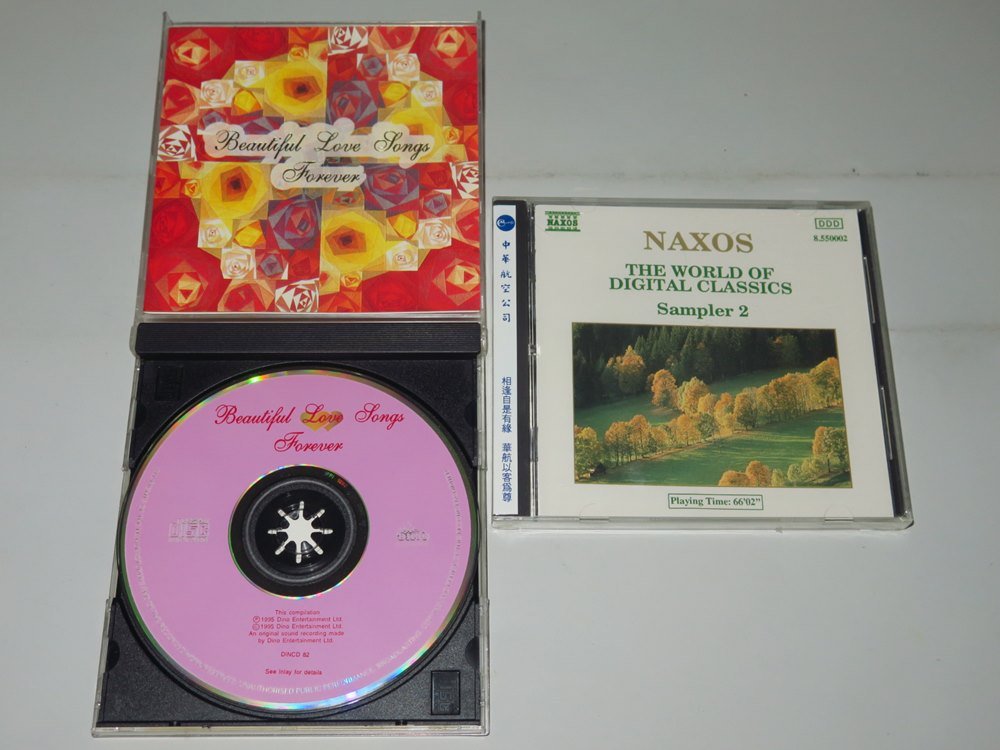 Beautiful Love Songs
Forever
Beautiful Love Songs
Forever
This compilation
Ⓟ1995 Dino Entertainment Ltd.
©1995 Dino Entertainment Ltd.
An original sound recording made
by Dino Entertainment Ltd.
DINCD 82
See inlay for details
中華航空公司
相逢自是有緣 華航以客為尊
NAXOS
DDD
8.550002
NAXOS
THE WORLD OF
DIGITAL CLASSICS
Sampler 2
Playing Time: 66'02"